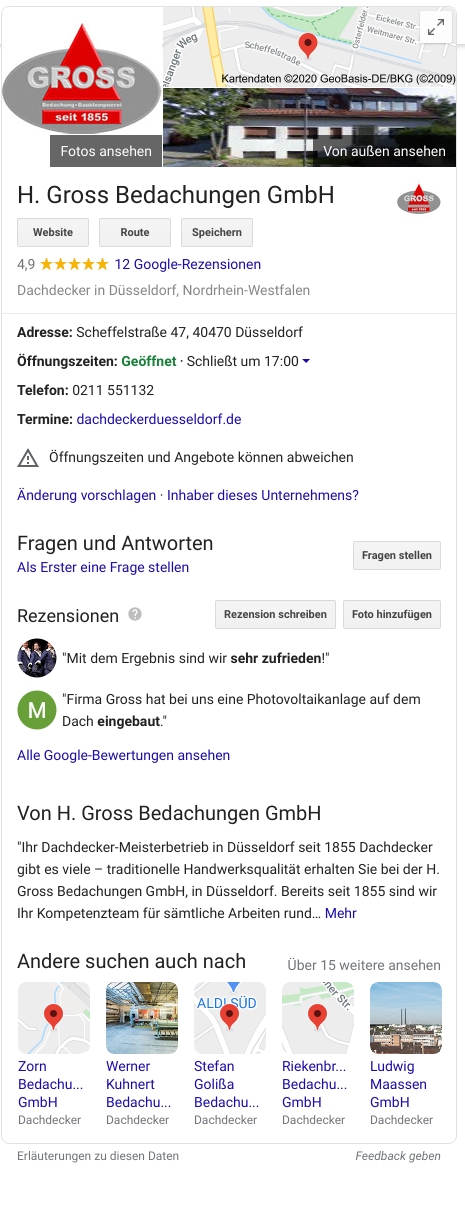 GROSS
Bedachung•Bauklempnerei
seit 1855
Fotos ansehen
Eickeler Str.
Weitmarer Str.
Scheffelstraße
Kartendaten ©2020 GeoBasis-DE/BKG (©2009)
Von außen ansehen
H. Gross Bedachungen GmbH
GROSS
Website
Route
Speichern
4,9 ★★★★★ 12 Google-Rezensionen
Dachdecker in Düsseldorf, Nordrhein-Westfalen
Adresse: Scheffelstraße 47, 40470 Düsseldorf
Öffnungszeiten: Geöffnet · Schließt um 17:00
Telefon: 0211 551132
Termine: dachdeckerduesseldorf.de
Öffnungszeiten und Angebote können abweichen
Änderung vorschlagen · Inhaber dieses Unternehmens?
Fragen und Antworten
Als Erster eine Frage stellen
Fragen stellen
Rezensionen ?
Rezension schreiben
Foto hinzufügen
"Mit dem Ergebnis sind wir sehr zufrieden!"
M
"Firma Gross hat bei uns eine Photovoltaikanlage auf dem
Dach eingebaut."
Alle Google-Bewertungen ansehen
Von H. Gross Bedachungen GmbH
"Ihr Dachdecker-Meisterbetrieb in Düsseldorf seit 1855 Dachdecker
gibt es viele – traditionelle Handwerksqualität erhalten Sie bei der H.
Gross Bedachungen GmbH, in Düsseldorf. Bereits seit 1855 sind wir
Ihr Kompetenzteam für sämtliche Arbeiten rund… Mehr
Andere suchen auch nach
Über 15 weitere ansehen
ALDI SÜD
ner Str.
Zorn
Bedachu...
GmbH
Dachdecker
Werner
Kuhnert
Bedachu...
Dachdecker
Stefan
Golißa
Bedachu...
Dachdecker
Riekenbr...
Bedachu...
GmbH
Dachdecker
Ludwig
Maassen
GmbH
Dachdecker
Erläuterungen zu diesen Daten
Feedback geben